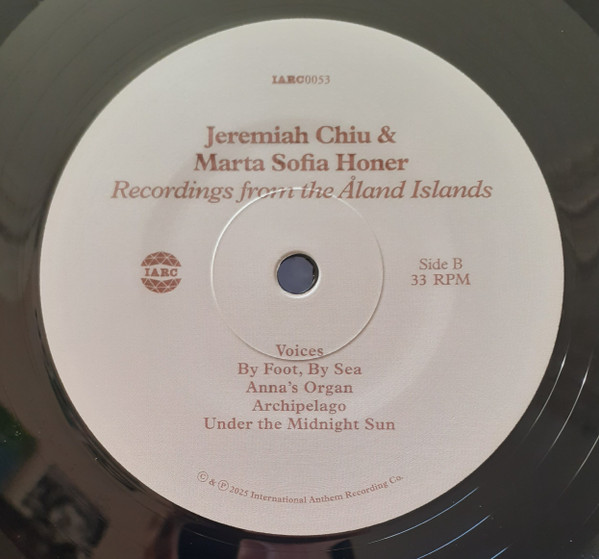 IARC0053
Jeremiah Chiu &
Marta Sofia Honer
Recordings from the Åland Islands
IARC
Side B
33 RPM
Voices
By Foot, By Sea
Anna's Organ
Archipelago
Under the Midnight Sun
© & ℗ 2025 International Anthem Recording Co.